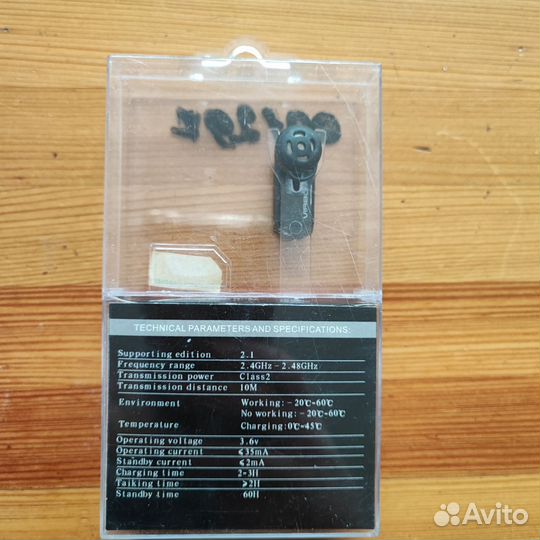 TECHNICAL PARAMETERS AND SPECIFICATIONS:
Supporting edition 2.1
Frequency range 2.4GHz-2.48GHz
Transmission power Class2
Transmission distance 10M
Environment Working: -20℃-60℃
No working: -20℃-60℃
Temperature Charging:0℃-45℃
Operating voltage 3.6v
Operating current ≤35mA
Standby current ≤2mA
Charging time 2-3H
Taiking time ≥2H
Standby time 60H
Avito